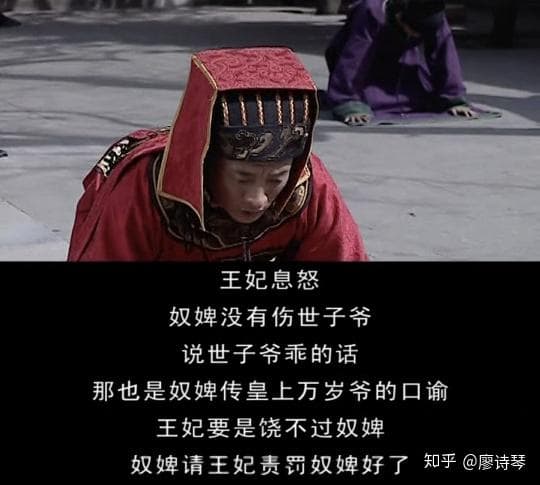 王妃息怒
奴婢没有伤世子爷
说世子爷乖的话
那也是奴婢传皇上万岁爷的口谕
王妃要是饶不过奴婢
奴婢请王妃责罚奴婢好了
知乎 @廖诗琴